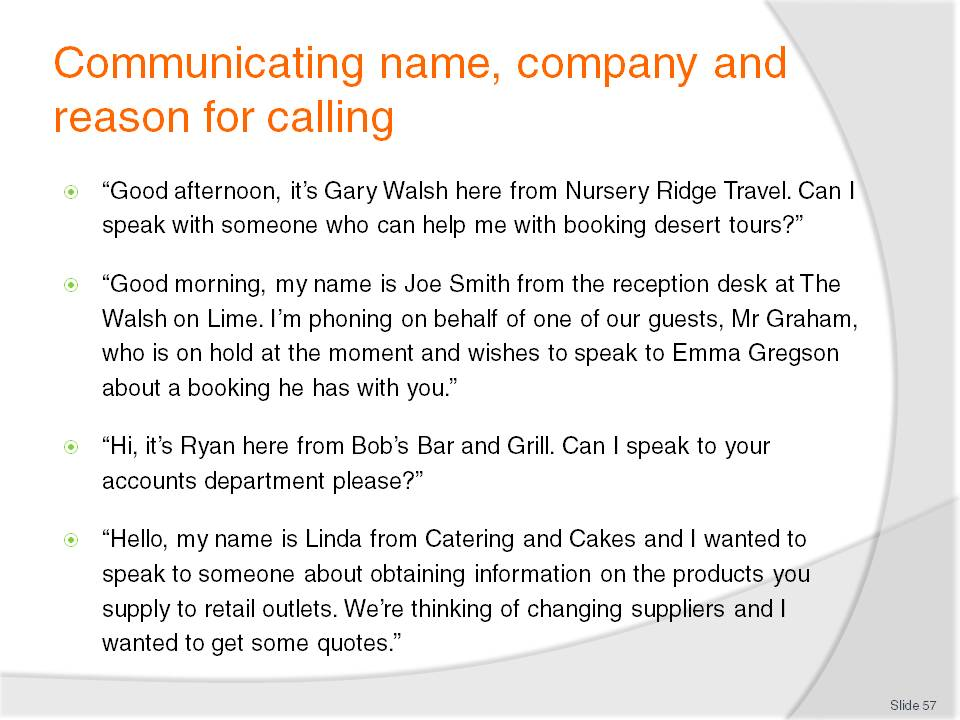 Communicating name, company and
reason for calling
“Good afternoon, it’s Gary Walsh here from Nursery Ridge Travel. Can I
speak with someone who can help me with booking desert tours?”
“Good morning, my name is Joe Smith from the reception desk at The
Walsh on Lime. I’m phoning on behalf of one of our guests, Mr Graham,
who is on hold at the moment and wishes to speak to Emma Gregson
about a booking he has with you.”
“Hi, it’s Ryan here from Bob’s Bar and Grill. Can I speak to your
accounts department please?”
“Hello, my name is Linda from Catering and Cakes and I wanted to
speak to someone about obtaining information on the products you
supply to retail outlets. We’re thinking of changing suppliers and I
wanted to get some quotes.”
Slide 57